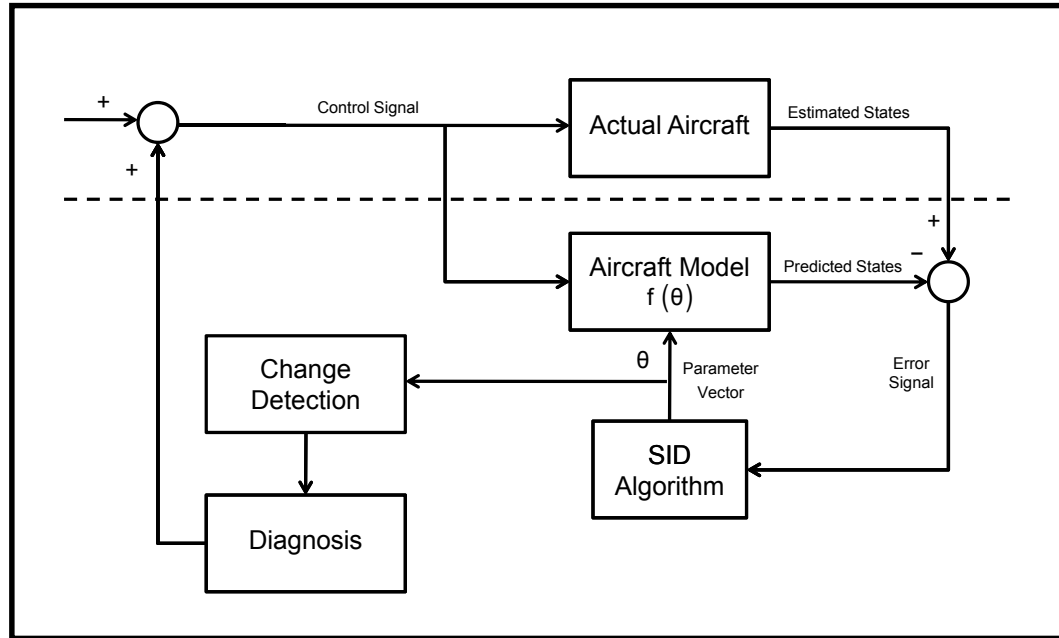 +
Control Signal
Actual Aircraft
Estimated States
+
+
Aircraft Model
f (θ)
Predicted States
−
θ
Parameter
Vector
Error
Signal
Change
Detection
SID
Algorithm
Diagnosis